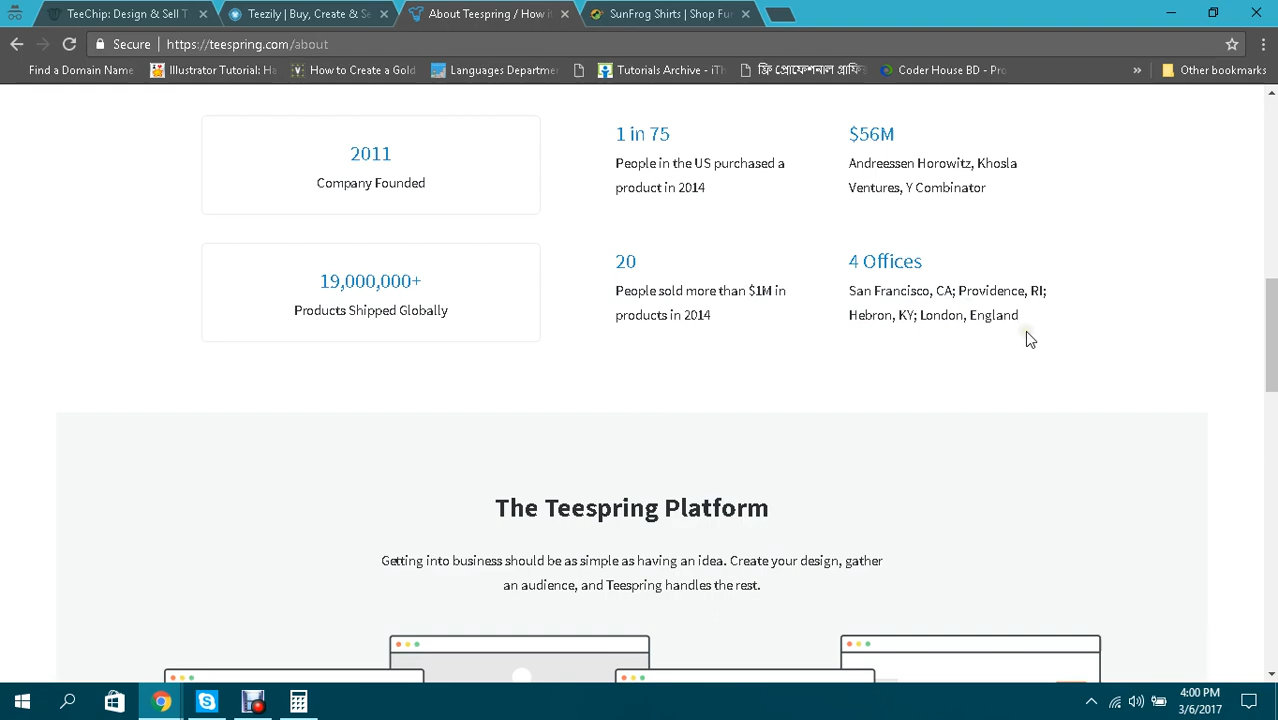 TeeChip: Design & Sell T
Teezily | Buy, Create & Se
About Teespring / How it
SunFrog Shirts | Shop Fun
Secure
https://teespring.com/about
Find a Domain Name
Illustrator Tutorial: Ha
How to Create a Gold
Languages Departmen
Tutorials Archive - iTh
ফ্রি প্রোফেশনাল গ্রাফি
Coder House BD - Pro
»
Other bookmarks
2011
Company Founded
1 in 75
People in the US purchased a
product in 2014
$56M
Andreessen Horowitz, Khosla
Ventures, Y Combinator
19,000,000+
Products Shipped Globally
20
People sold more than $1M in
products in 2014
4 Offices
San Francisco, CA; Providence, RI;
Hebron, KY; London, England
The Teespring Platform
Getting into business should be as simple as having an idea. Create your design, gather
an audience, and Teespring handles the rest.
4:00 PM
3/6/2017